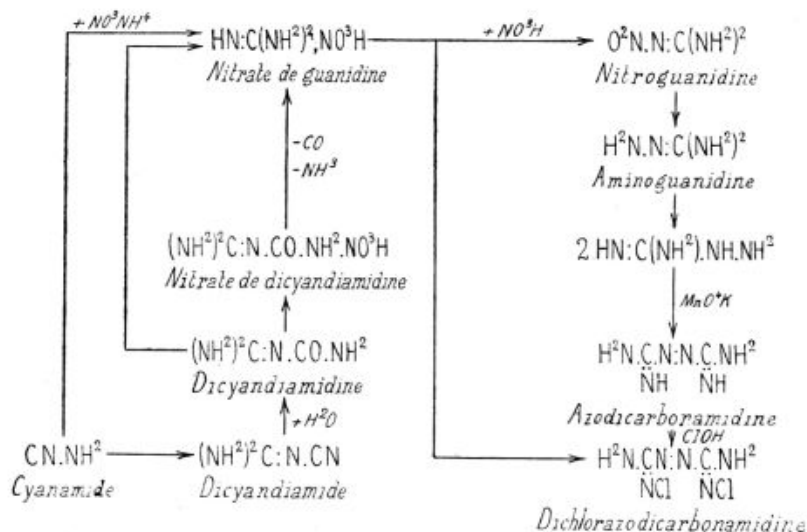 + NO³NH⁴
HN:C(NH²)²,NO³H
Nitrate de guanidine
+ NO³H
O²N.N:C(NH²)²
Nitroguanidine
-CO
-NH³
H²N.N:C(NH²)²
Aminoguanidine
(NH²)²C:N.CO.NH².NO³H
Nitrate de dicyandiamidine
2 HN:C(NH²).NH.NH²
MnO⁴K
(NH²)²C:N.CO.NH²
Dicyandiamidine
H²N.C.N:N.C.NH²
NH NH
Azodicarboramidine
+H²O
ClOH
CN.NH²
Cyanamide
(NH²)²C:N.CN
Dicyandiamide
H²N.CN:N.C.NH²
NCl NCl
Dichlorazodicarbonamidine